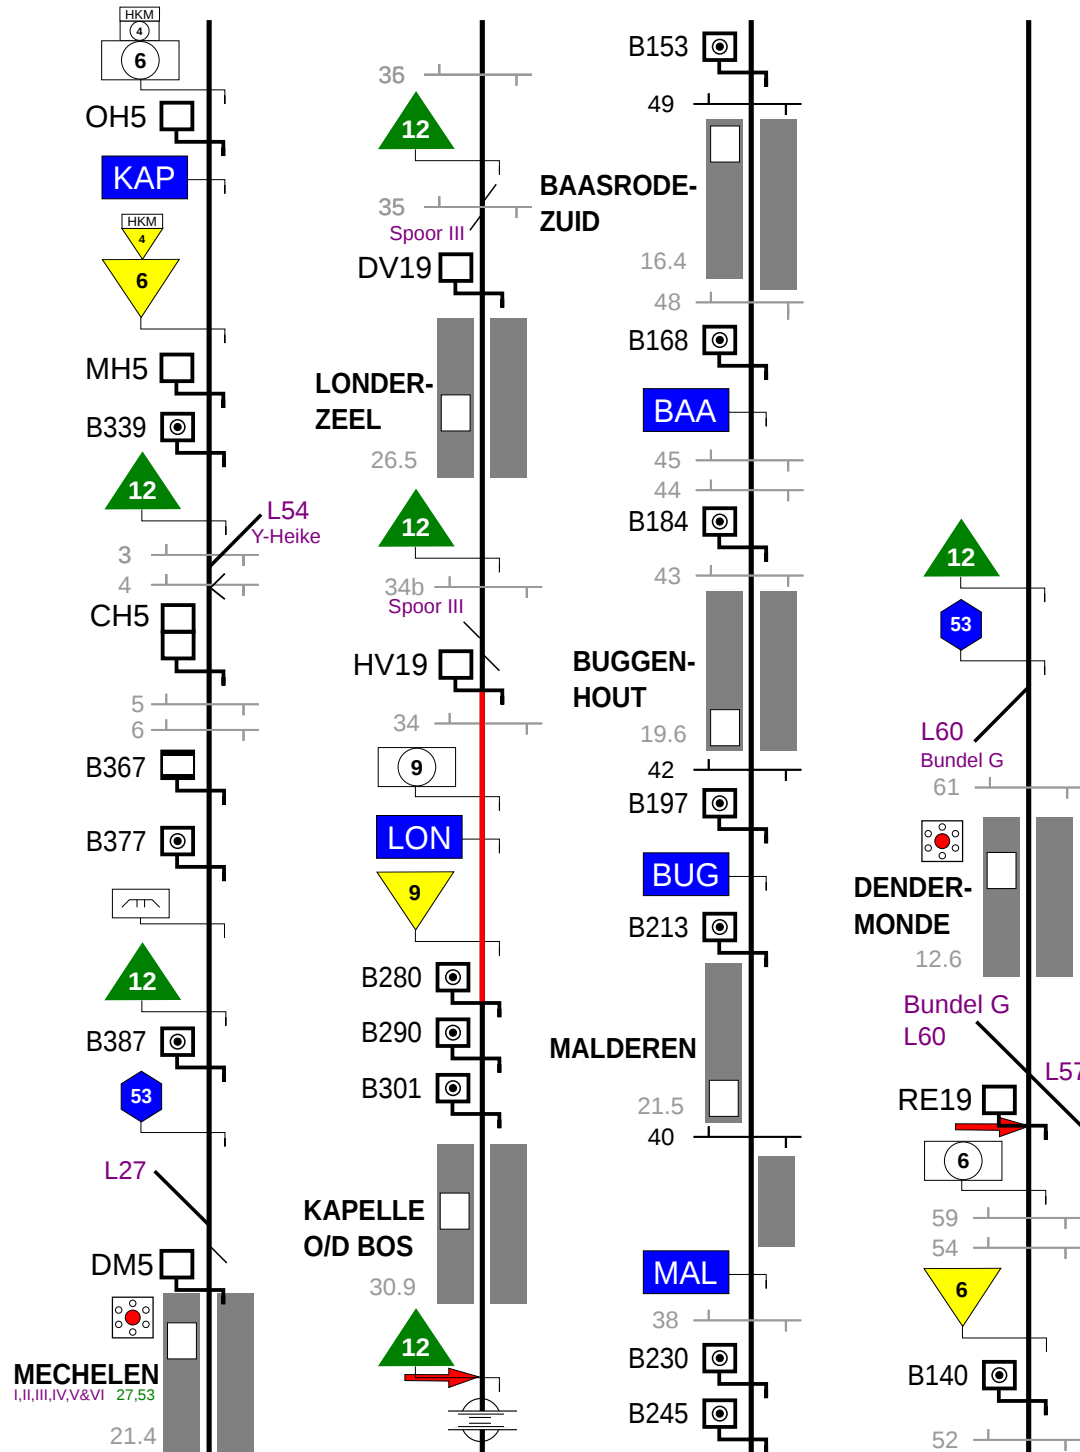 HKM
4
6
OH5
KAP
HKM
4
6
MH5
B339
12
L54
Y-Heike
3
4
CH5
5
6
B367
B377
12
B387
53
L27
DM5
MECHELEN
I,II,III,IV,V&VI 27,53
21.4
36
12
35
Spoor III
DV19
LONDER-
ZEEL
26.5
12
34b
Spoor III
HV19
34
9
LON
9
B280
B290
B301
KAPELLE
O/D BOS
30.9
12
B153
49
BAASRODE-
ZUID
16.4
48
B168
BAA
45
44
B184
43
BUGGEN-
HOUT
19.6
42
B197
BUG
B213
MALDEREN
21.5
40
MAL
38
B230
B245
12
53
L60
Bundel G
61
DENDER-
MONDE
12.6
Bundel G
L60
L57
RE19
6
59
54
6
B140
52